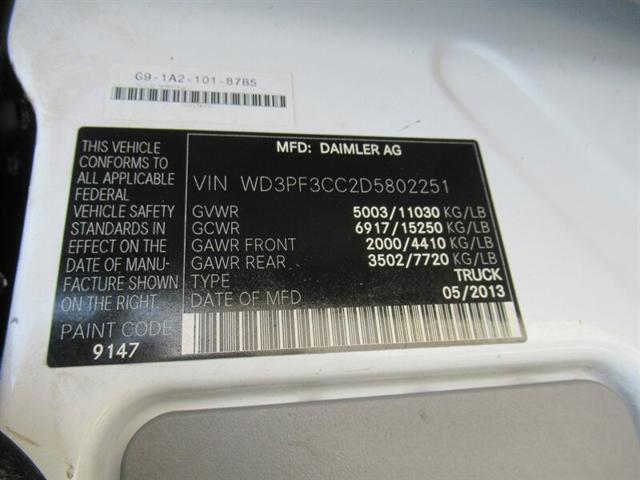 G9-1A2-101-87B5
THIS VEHICLE
CONFORMS TO
ALL APPLICABLE
FEDERAL
VEHICLE SAFETY
STANDARDS IN
EFFECT ON THE
DATE OF MANU-
FACTURE SHOWN
ON THE RIGHT.
PAINT CODE
9147
MFD: DAIMLER AG
VIN WD3PF3CC2D5802251
GVWR 5003/11030 KG/LB
GCWR 6917/15250 KG/LB
GAWR FRONT 2000/4410 KG/LB
GAWR REAR 3502/7720 KG/LB
TYPE TRUCK
DATE OF MFD 05/2013